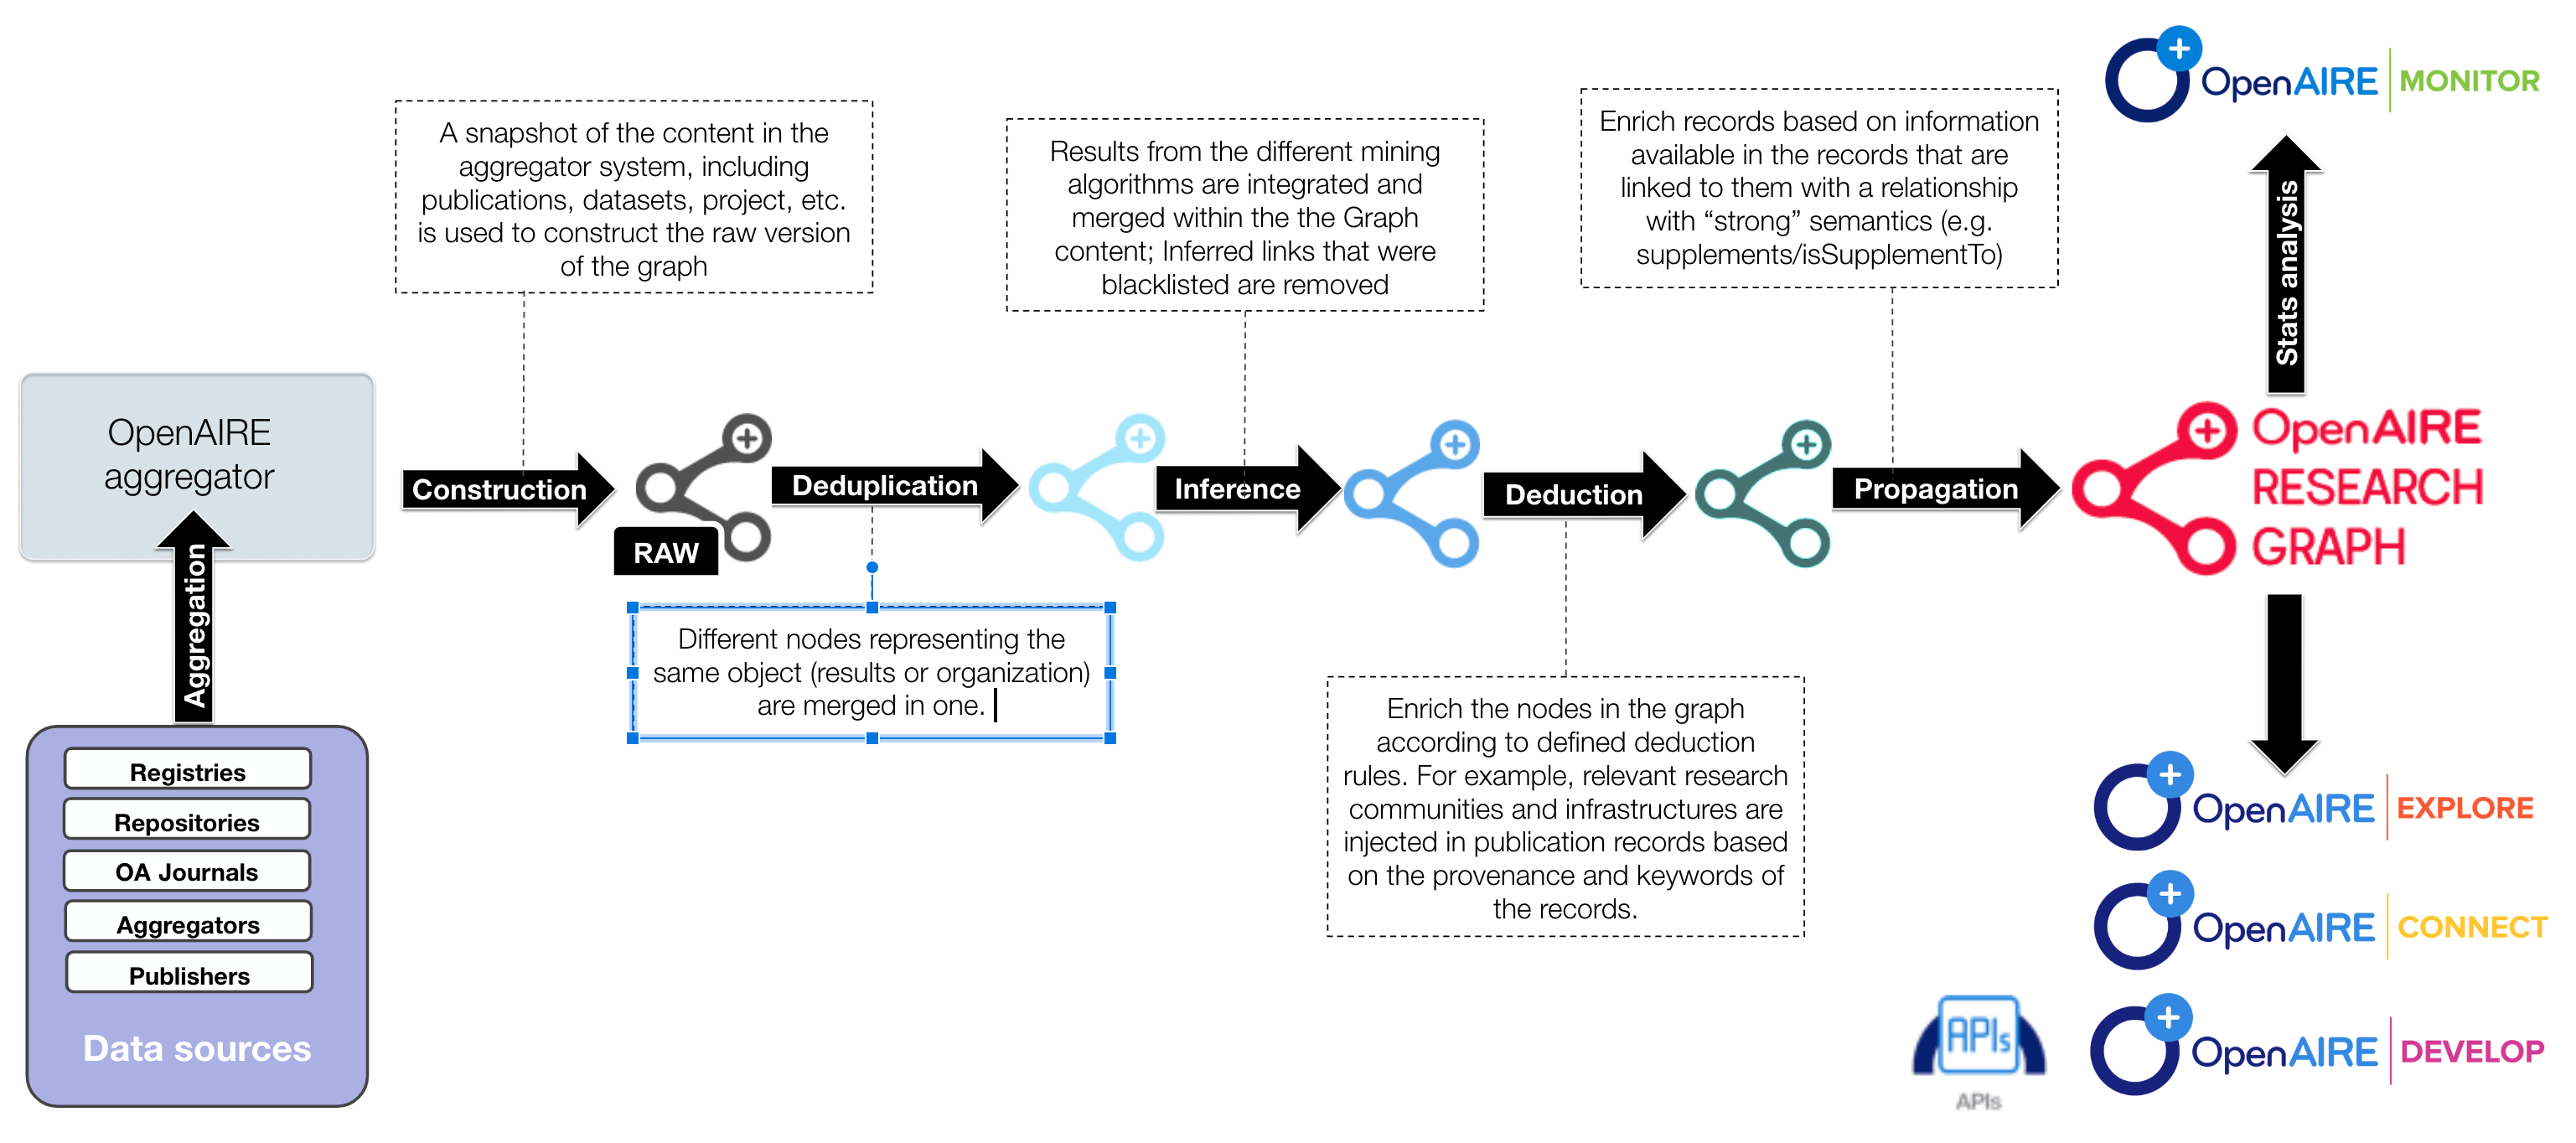 OpenAIRE
aggregator
Aggregation
Registries
Repositories
OA Journals
Aggregators
Publishers
Data sources
A snapshot of the content in the
aggregator system, including
publications, datasets, project, etc.
is used to construct the raw version
of the graph
Construction
RAW
Deduplication
Different nodes representing the
same object (results or organization)
are merged in one.
Results from the different mining
algorithms are integrated and
merged within the the Graph
content; Inferred links that were
blacklisted are removed
Inference
Deduction
Enrich the nodes in the graph
according to defined deduction
rules. For example, relevant research
communities and infrastructures are
injected in publication records based
on the provenance and keywords of
the records.
Enrich records based on information
available in the records that are
linked to them with a relationship
with “strong” semantics (e.g.
supplements/isSupplementTo)
Propagation
OpenAIRE
RESEARCH
GRAPH
Stats analysis
OpenAIRE MONITOR
OpenAIRE EXPLORE
OpenAIRE CONNECT
OpenAIRE DEVELOP
APIs
APIs